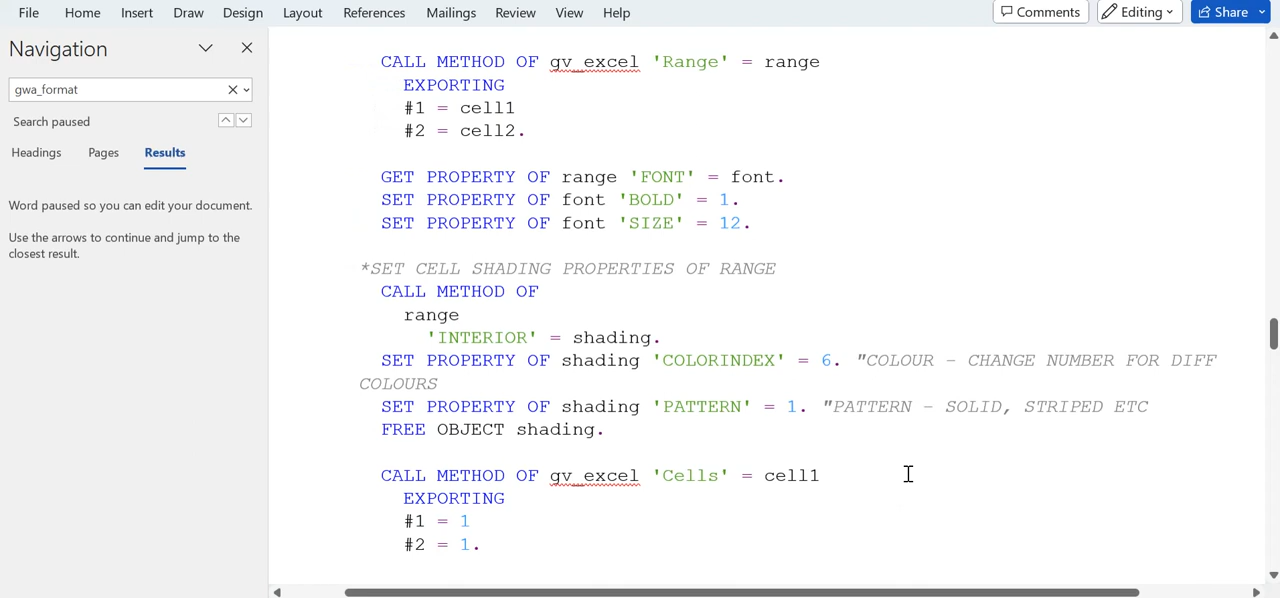 File Home Insert Draw Design Layout References Mailings Review View Help Comments Editing Share
Navigation
gwa_format
Search paused
Headings Pages Results
Word paused so you can edit your document.
Use the arrows to continue and jump to the
closest result.
CALL METHOD OF gv_excel 'Range' = range
EXPORTING
#1 = cell1
#2 = cell2.
GET PROPERTY OF range 'FONT' = font.
SET PROPERTY OF font 'BOLD' = 1.
SET PROPERTY OF font 'SIZE' = 12.
*SET CELL SHADING PROPERTIES OF RANGE
CALL METHOD OF
range
'INTERIOR' = shading.
SET PROPERTY OF shading 'COLORINDEX' = 6. "COLOUR - CHANGE NUMBER FOR DIFF
COLOURS
SET PROPERTY OF shading 'PATTERN' = 1. "PATTERN - SOLID, STRIPED ETC
FREE OBJECT shading.
CALL METHOD OF gv_excel 'Cells' = cell1
EXPORTING
#1 = 1
#2 = 1.